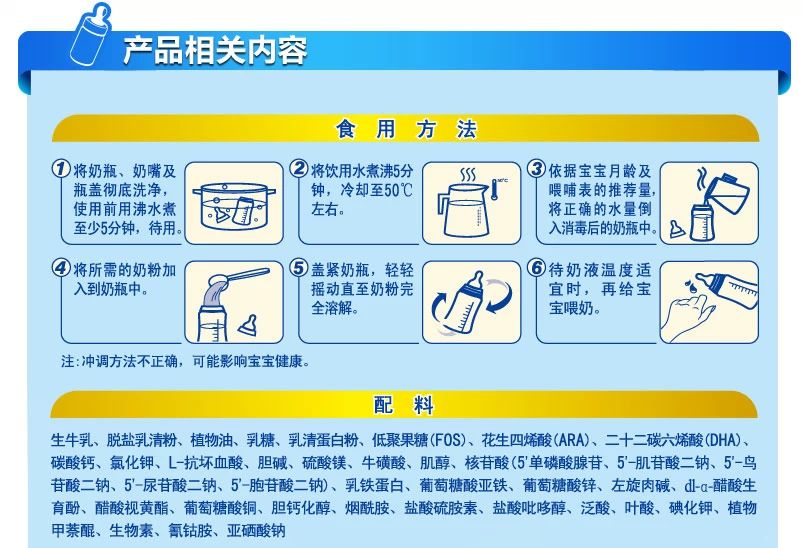 产品相关内容
食 用 方 法
1 将奶瓶、奶嘴及
瓶盖彻底洗净，
使用前用沸水煮
至少5分钟，待用。
2 将饮用水煮沸5分
钟，冷却至50℃
左右。
50℃
3 依据宝宝月龄及
喂哺表的推荐量，
将正确的水量倒
入消毒后的奶瓶中。
4 将所需的奶粉加
入到奶瓶中。
5 盖紧奶瓶，轻轻
摇动直至奶粉完
全溶解。
6 待奶液温度适
宜时，再给宝
宝喂奶。
注:冲调方法不正确，可能影响宝宝健康。
配 料
生牛乳、脱盐乳清粉、植物油、乳糖、乳清蛋白粉、低聚果糖(FOS)、花生四烯酸(ARA)、二十二碳六烯酸(DHA)、
碳酸钙、氯化钾、L-抗坏血酸、胆碱、硫酸镁、牛磺酸、肌醇、核苷酸(5'单磷酸腺苷、5'-肌苷酸二钠、5'-鸟
苷酸二钠、5'-尿苷酸二钠、5'-胞苷酸二钠)、乳铁蛋白、葡萄糖酸亚铁、葡萄糖酸锌、左旋肉碱、dl-α-醋酸生
育酚、醋酸视黄酯、葡萄糖酸铜、胆钙化醇、烟酰胺、盐酸硫胺素、盐酸吡哆醇、泛酸、叶酸、碘化钾、植物
甲萘醌、生物素、氰钴胺、亚硒酸钠